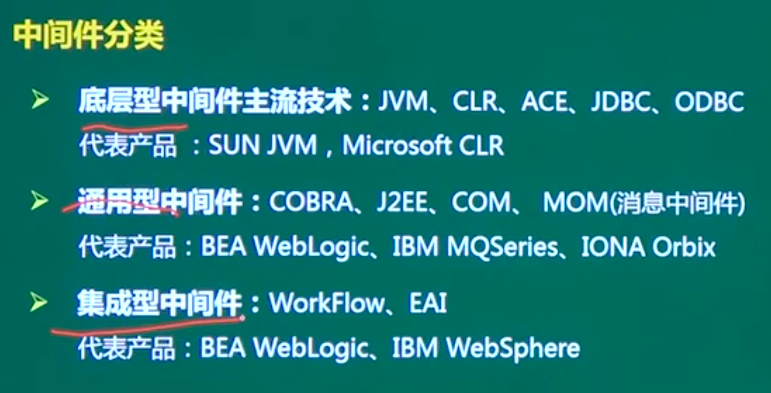 中间件分类
底层型中间件主流技术：JVM、CLR、ACE、JDBC、ODBC
代表产品 ：SUN JVM，Microsoft CLR
通用型中间件：COBRA、J2EE、COM、 MOM(消息中间件)
代表产品：BEA WebLogic、IBM MQSeries、IONA Orbix
集成型中间件：WorkFlow、EAI
代表产品：BEA WebLogic、IBM WebSphere